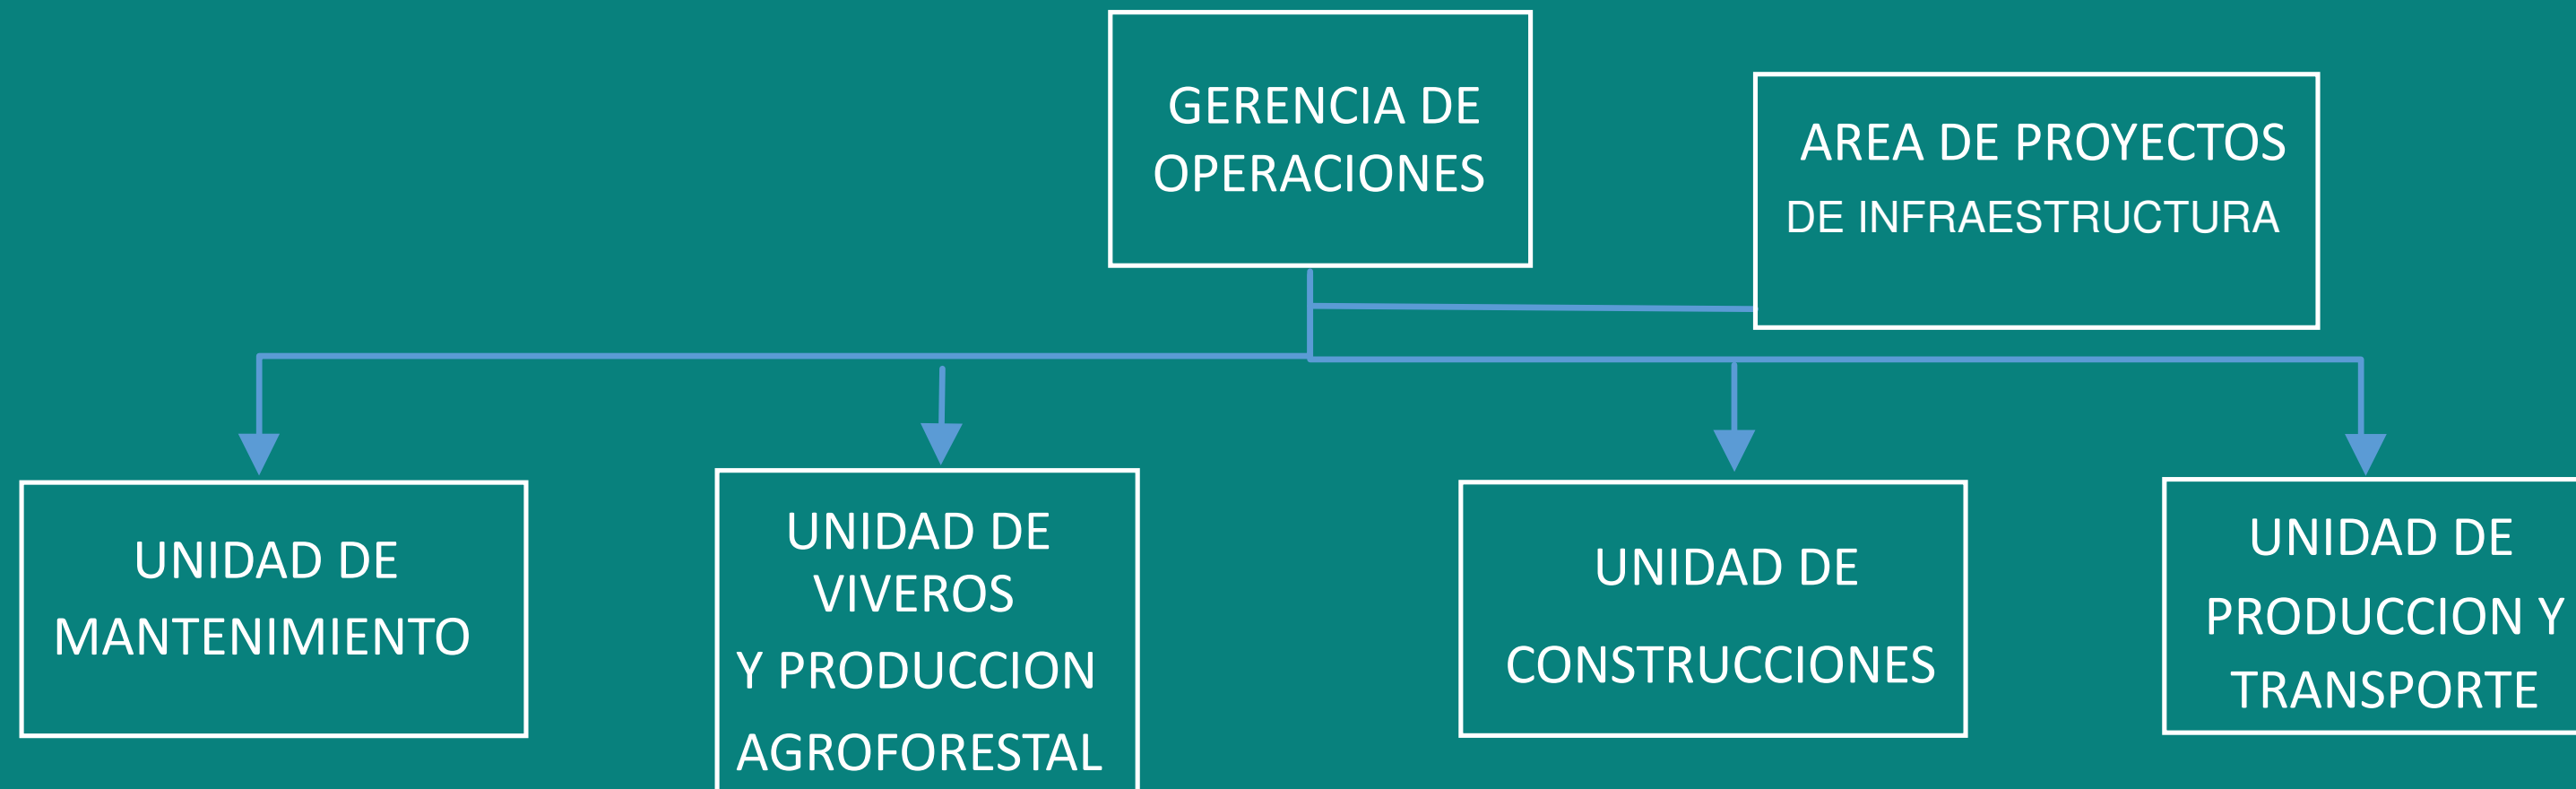 GERENCIA DE
OPERACIONES
AREA DE PROYECTOS
DE INFRAESTRUCTURA
UNIDAD DE
MANTENIMIENTO
UNIDAD DE
VIVEROS
Y PRODUCCION
AGROFORESTAL
UNIDAD DE
CONSTRUCCIONES
UNIDAD DE
PRODUCCION Y
TRANSPORTE